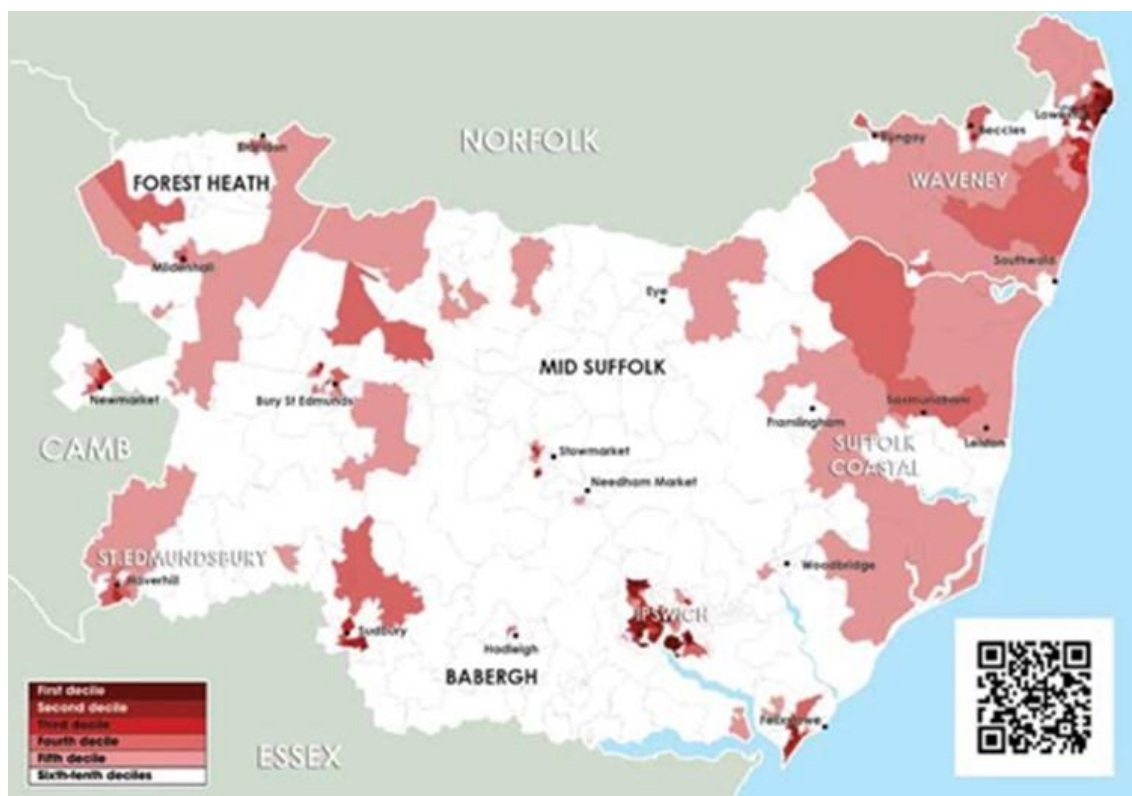 NORFOLK
Lowestoft
Brandon
Bungay
Beccles
FOREST HEATH
WAVENEY
Mildenhall
Southwold
Eye
MID SUFFOLK
Newmarket
Bury St Edmunds
Saxmundham
Framlingham
Leiston
CAMB
SUFFOLK
COASTAL
Stowmarket
Needham Market
ST. EDMUNDSBURY
Haverhill
Woodbridge
IPSWICH
Sudbury
Hadleigh
BABERGH
Felixstowe
ESSEX
First decile
Second decile
Third decile
Fourth decile
Fifth decile
Sixth-tenth deciles